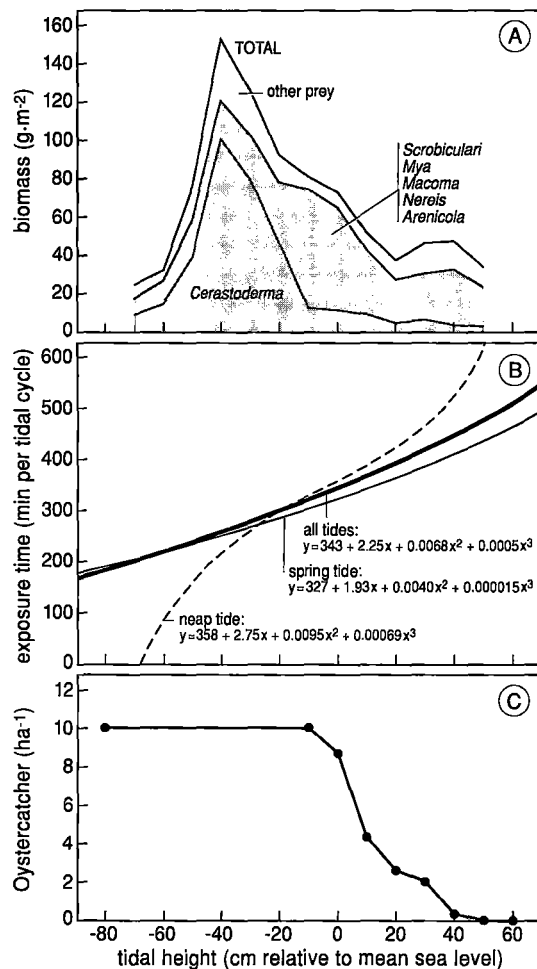 A
160
140
120
100
80
60
40
20
0
biomass (g·m-2)
TOTAL
other prey
Scrobiculari
Mya
Macoma
Nereis
Arenicola
Cerastoderma
B
600
500
400
300
200
100
0
exposure time (min per tidal cycle)
all tides:
y=343 + 2.25x + 0.0068x2 + 0.0005x3
spring tide:
y=327 + 1.93x + 0.0040x2 + 0.000015x3
neap tide:
y=358 + 2.75x + 0.0095x2 + 0.00069x3
C
12
10
8
6
4
2
0
Oystercatcher (ha-1)
-80 -60 -40 -20 0 20 40 60
tidal height (cm relative to mean sea level)